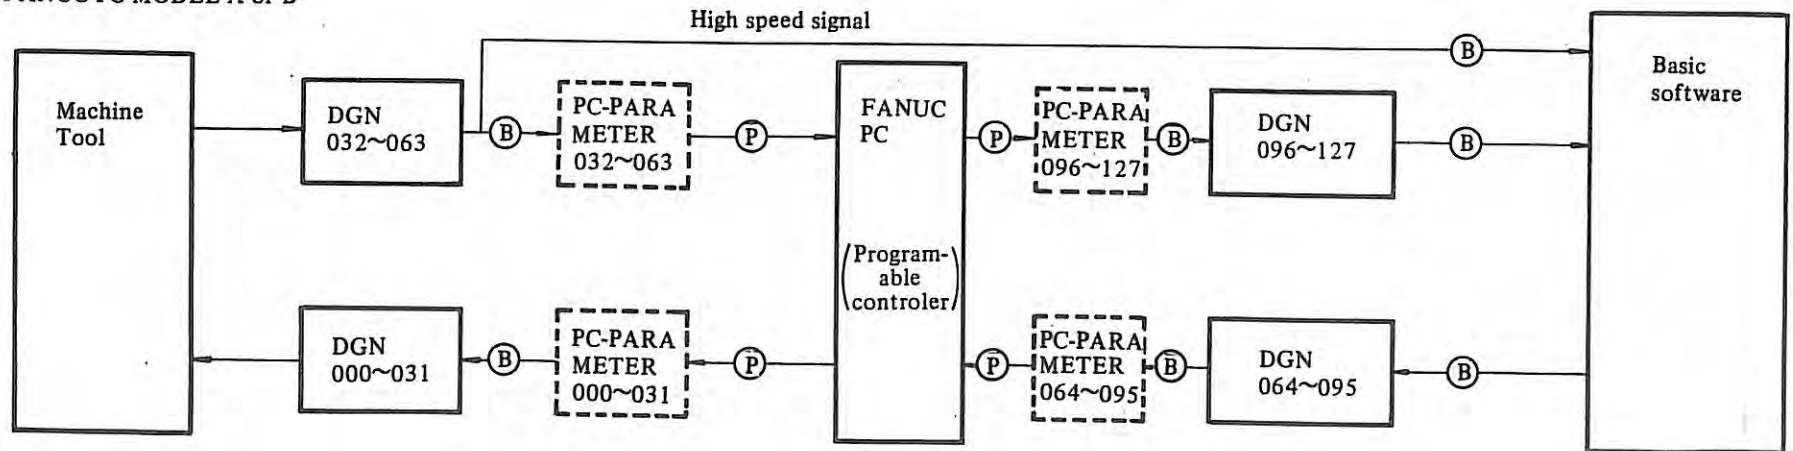 High speed signal
B
Basic
software
Machine
Tool
DGN
032~063
B
PC-PARA
METER
032~063
P
FANUC
PC
P
PC-PARA
METER
096~127
B
DGN
096~127
B
(Program-
able
controler)
DGN
000~031
B
PC-PARA
METER
000~031
P
P
PC-PARA
METER
064~095
B
DGN
064~095
B